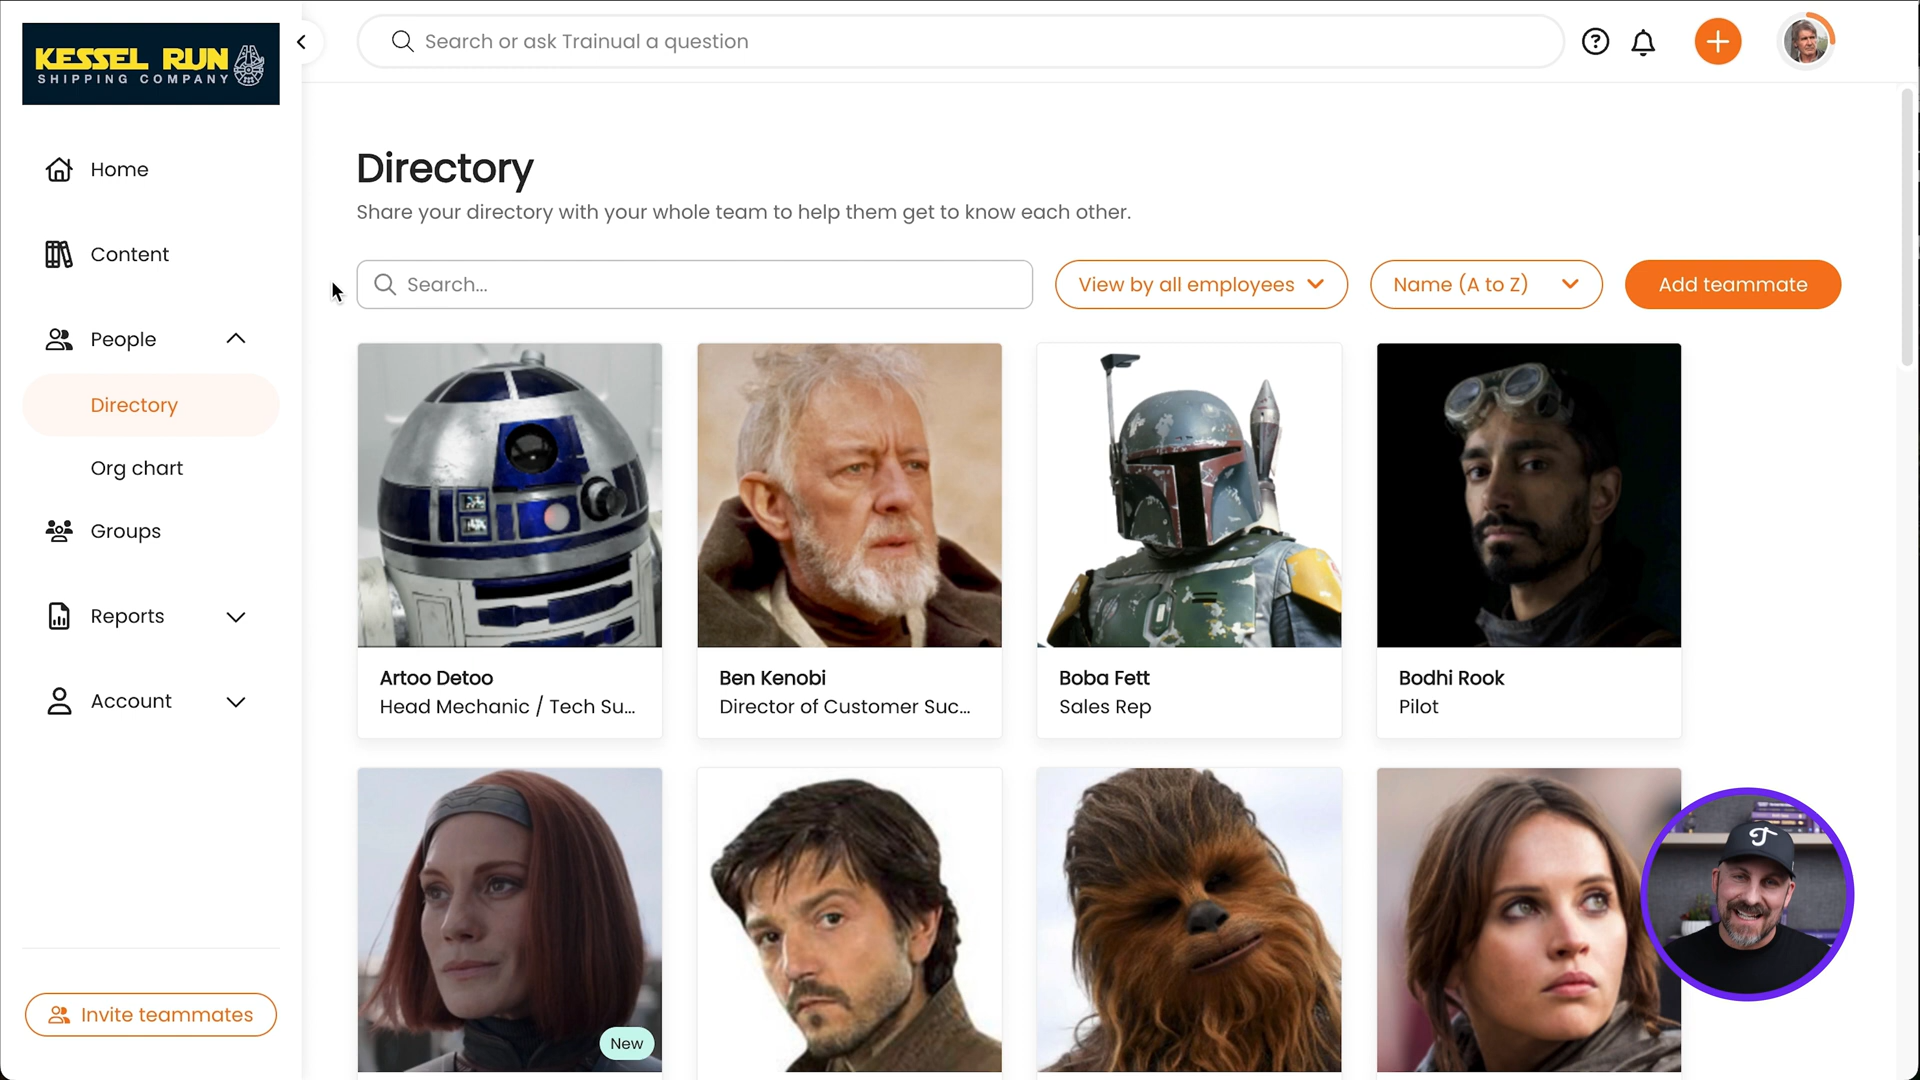 KESSEL RUN
SHIPPING COMPANY
Search or ask Trainual a question
Home
Content
People
Directory
Org chart
Groups
Reports
Account
Invite teammates
Directory
Share your directory with your whole team to help them get to know each other.
Search...
View by all employees
Name (A to Z)
Add teammate
Artoo Detoo
Head Mechanic / Tech Su...
Ben Kenobi
Director of Customer Suc...
Boba Fett
Sales Rep
Bodhi Rook
Pilot
New